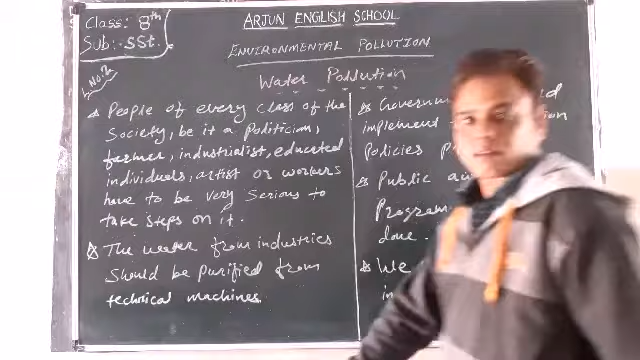 Class: 8th
Sub: SSt.
ARJUN ENGLISH SCHOOL
ENVIRONMENTAL POLLUTION
Water Pollution
No:2
People of every class of the
Society, be it a Politician,
farmer, industrialist, educated
individuals, artist or workers
have to be very Serious to
take steps on it.
The water from industries
Should be purified from
technical machines.
Governm
implement
Policies
Public
Program
done.
We
in